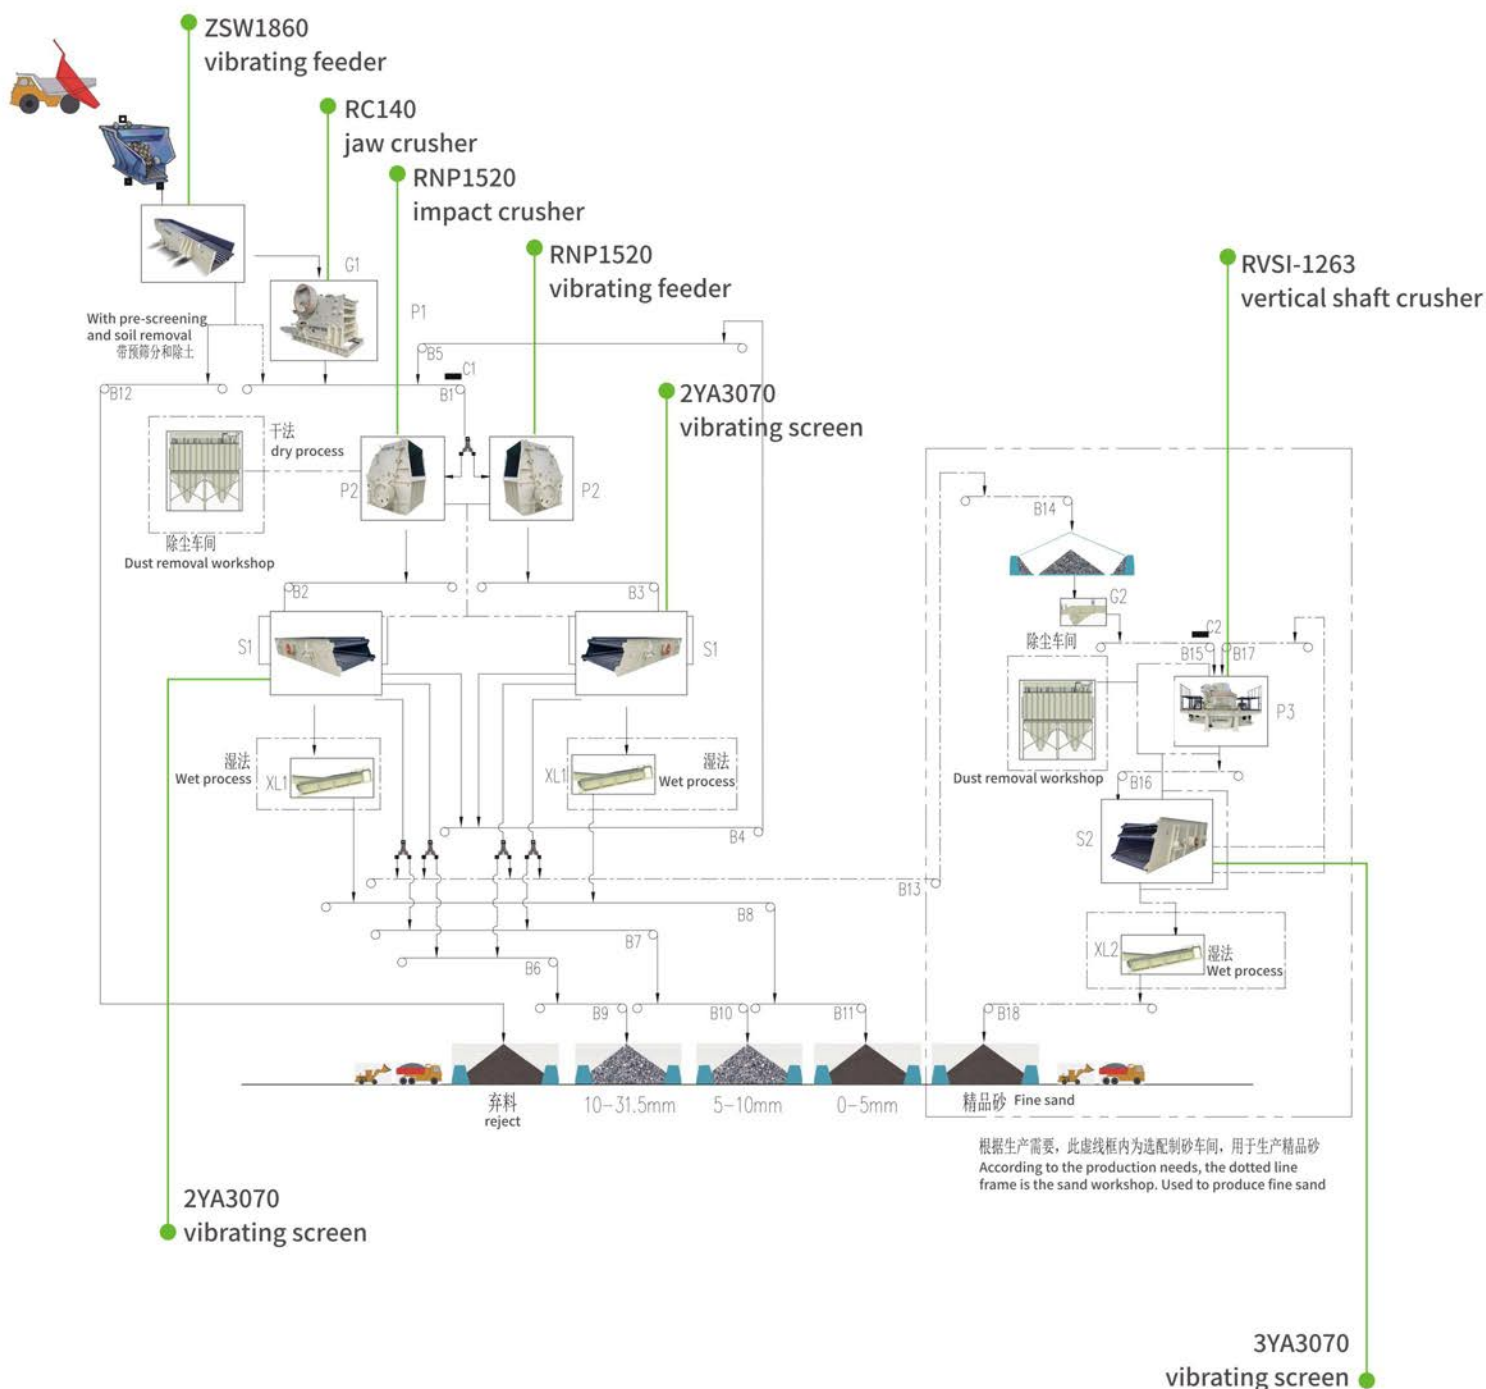 ZSW1860
vibrating feeder
RC140
jaw crusher
RNP1520
impact crusher
RNP1520
vibrating feeder
RVSI-1263
vertical shaft crusher
G1
P1
With pre-screening
and soil removal
带预筛分和除土
B5
C1
B12
B1
2YA3070
vibrating screen
干法
dry process
P2
P2
B14
除尘车间
Dust removal workshop
B2
B3
G2
C2
除尘车间
B15
B17
S1
S1
P3
湿法
Wet process
XL1
XL1
湿法
Wet process
Dust removal workshop
B16
B4
S2
B13
B8
B7
B6
XL2
湿法
Wet process
B9
B10
B11
B18
弃料
reject
10-31.5mm
5-10mm
0-5mm
精品砂 Fine sand
根据生产需要，此虚线框内为选配制砂车间，用于生产精品砂
According to the production needs, the dotted line
frame is the sand workshop. Used to produce fine sand
2YA3070
vibrating screen
3YA3070
vibrating screen